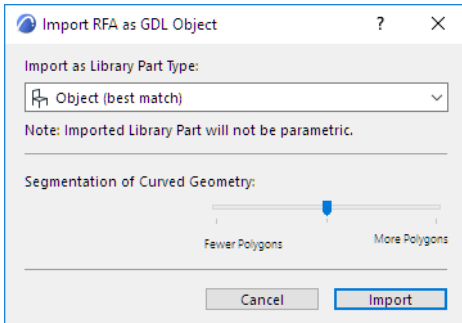 Import RFA as GDL Object
Import as Library Part Type:
Object (best match)
Note: Imported Library Part will not be parametric.
Segmentation of Curved Geometry:
Fewer Polygons
More Polygons
Cancel
Import